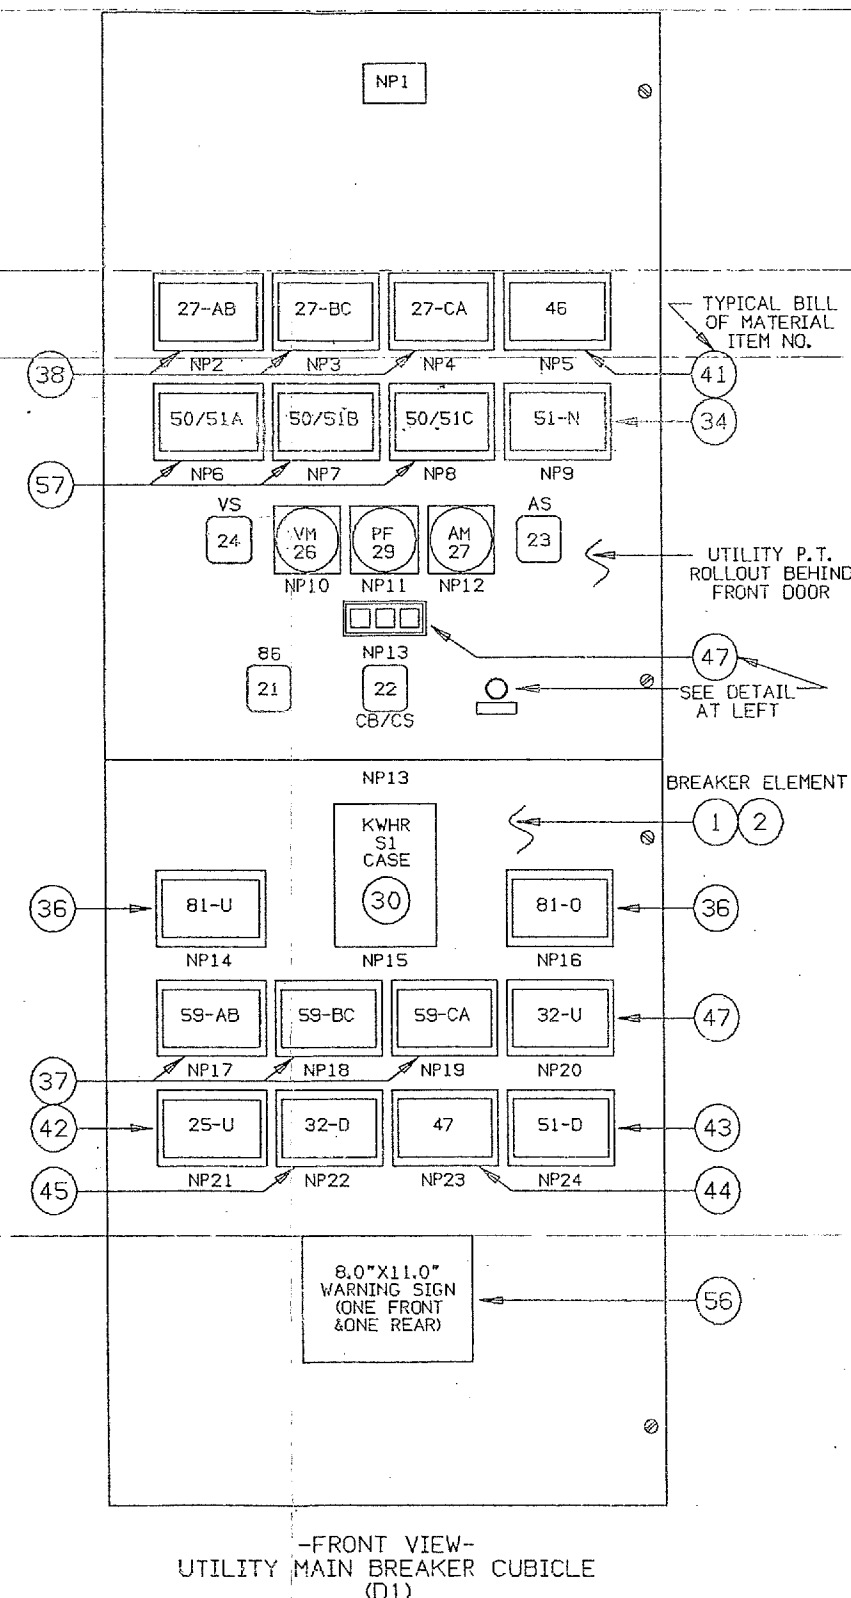 NP1
27-AB 27-BC 27-CA 46
TYPICAL BILL
OF MATERIAL
ITEM NO.
NP2 NP3 NP4 NP5
38 41
50/51A 50/51B 50/51C 51-N 34
NP6 NP7 NP8 NP9
57
VS AS
24 VM
26 PF
29 AM
27 23
NP10 NP11 NP12
UTILITY P.T.
ROLLOUT BEHIND
FRONT DOOR
86 NP13 47
21 22
CB/CS
SEE DETAIL
AT LEFT
NP13
BREAKER ELEMENT
1 2
KWHR
S1
CASE
30
36 81-U 81-O 36
NP14 NP15 NP16
59-AB 59-BC 59-CA 32-U 47
NP17 NP18 NP19 NP20
37
42 25-U 32-D 47 51-D 43
NP21 NP22 NP23 NP24
45 44
8.0"X11.0"
WARNING SIGN
(ONE FRONT
&ONE REAR)
56
-FRONT VIEW-
UTILITY MAIN BREAKER CUBICLE
(D1)